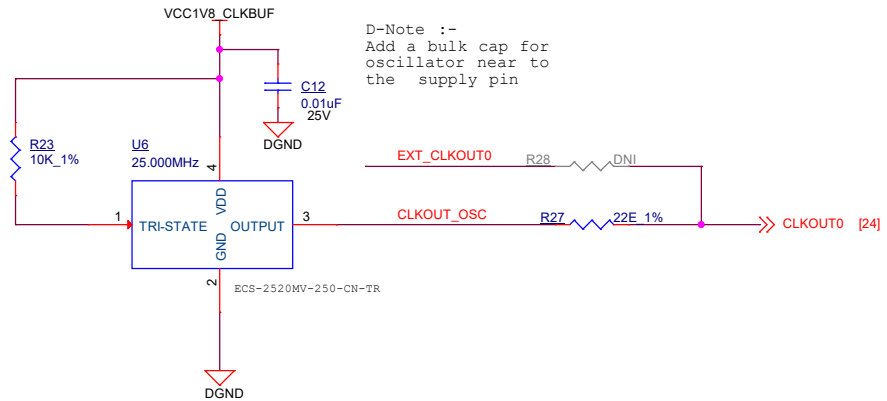 VCC1V8_CLKBUF
D-Note :-
Add a bulk cap for
oscillator near to
the supply pin
C12
0.01uF
25V
DGND
R23
10K_1%
U6
25.000MHz
EXT_CLKOUT0
R28
DNI
4
1
TRI-STATE
VDD
GND
OUTPUT
3
CLKOUT_OSC
R27
22E_1%
CLKOUT0 [24]
2
ECS-2520MV-250-CN-TR
DGND